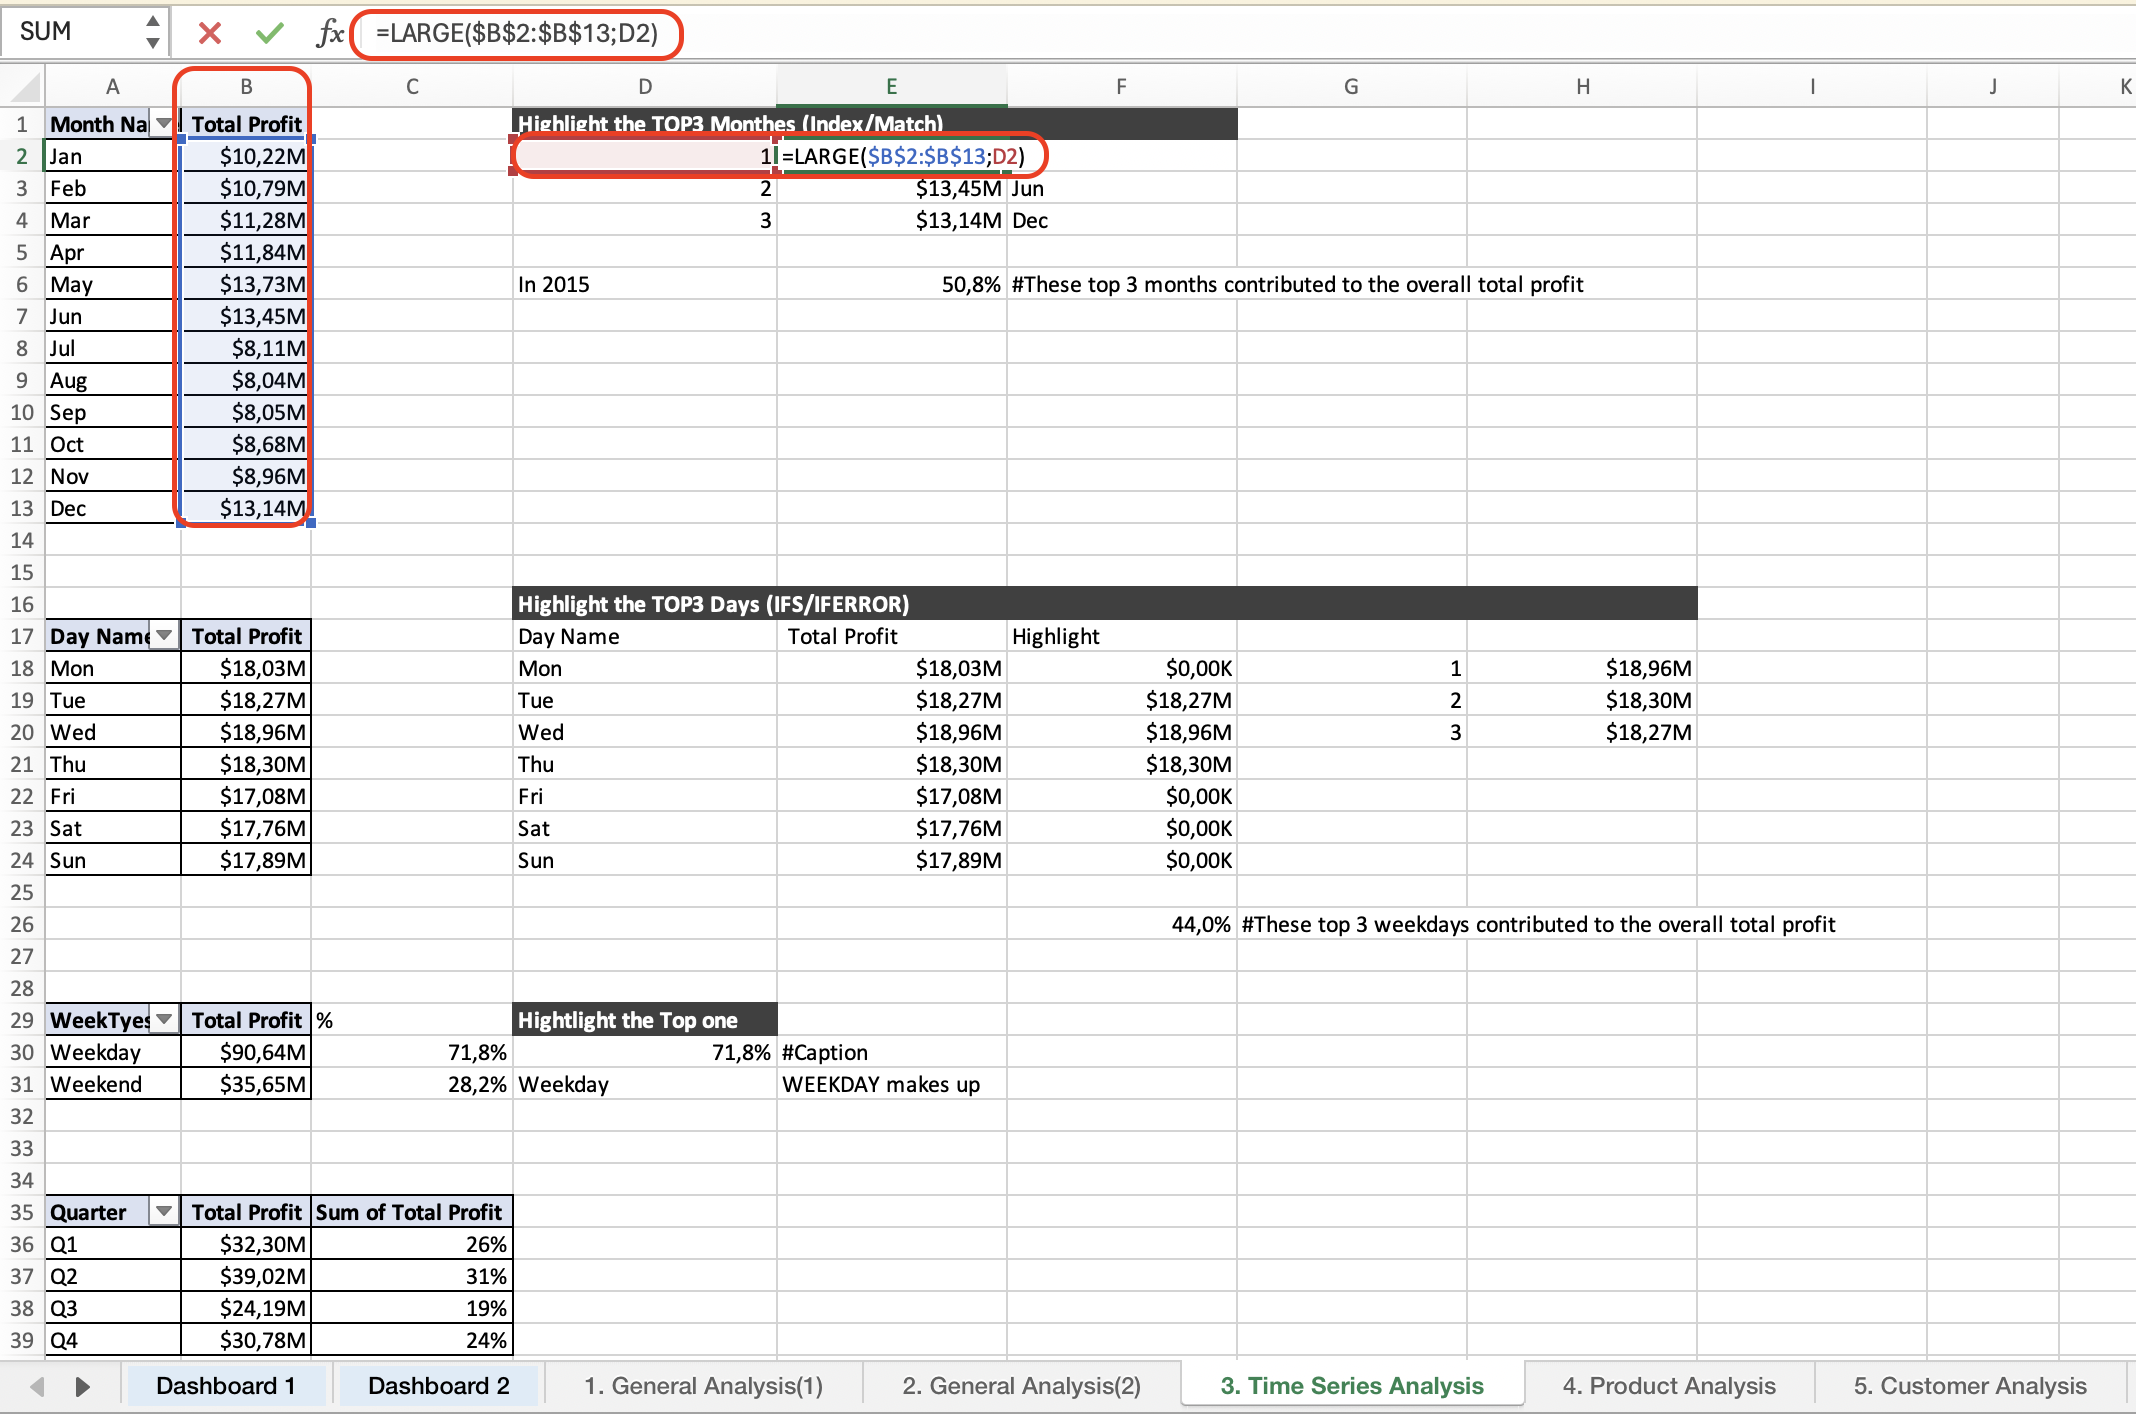 SUM fx =LARGE($B$2:$B$13;D2)
A B C D E F G H I J K
1 Month Na Total Profit Highlight the TOP3 Monthes (Index/Match)
2 Jan $10,22M 1 =LARGE($B$2:$B$13;D2)
3 Feb $10,79M 2 $13,45M Jun
4 Mar $11,28M 3 $13,14M Dec
5 Apr $11,84M
6 May $13,73M In 2015 50,8% #These top 3 months contributed to the overall total profit
7 Jun $13,45M
8 Jul $8,11M
9 Aug $8,04M
10 Sep $8,05M
11 Oct $8,68M
12 Nov $8,96M
13 Dec $13,14M
14
15
16 Highlight the TOP3 Days (IFS/IFERROR)
17 Day Name Total Profit Day Name Total Profit Highlight
18 Mon $18,03M Mon $18,03M $0,00K 1 $18,96M
19 Tue $18,27M Tue $18,27M $18,27M 2 $18,30M
20 Wed $18,96M Wed $18,96M $18,96M 3 $18,27M
21 Thu $18,30M Thu $18,30M $18,30M
22 Fri $17,08M Fri $17,08M $0,00K
23 Sat $17,76M Sat $17,76M $0,00K
24 Sun $17,89M Sun $17,89M $0,00K
25
26 44,0% #These top 3 weekdays contributed to the overall total profit
27
28
29 WeekTyes Total Profit % Hightlight the Top one
30 Weekday $90,64M 71,8% 71,8% #Caption
31 Weekend $35,65M 28,2% Weekday WEEKDAY makes up
32
33
34
35 Quarter Total Profit Sum of Total Profit
36 Q1 $32,30M 26%
37 Q2 $39,02M 31%
38 Q3 $24,19M 19%
39 Q4 $30,78M 24%
Dashboard 1 Dashboard 2 1. General Analysis(1) 2. General Analysis(2) 3. Time Series Analysis 4. Product Analysis 5. Customer Analysis